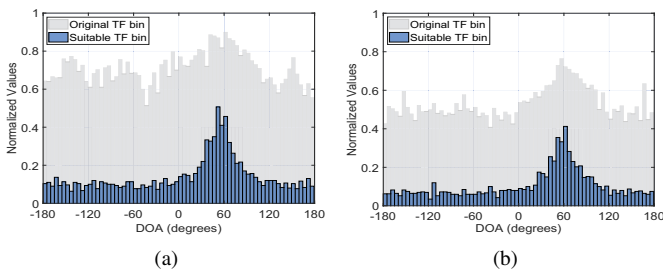 Original TF bin
Suitable TF bin
Normalized Values
1
0.8
0.6
0.4
0.2
0
-180 -120 -60 0 60 120 180
DOA (degrees)
(a)
Original TF bin
Suitable TF bin
Normalized Values
1
0.8
0.6
0.4
0.2
0
-180 -120 -60 0 60 120 180
DOA (degrees)
(b)